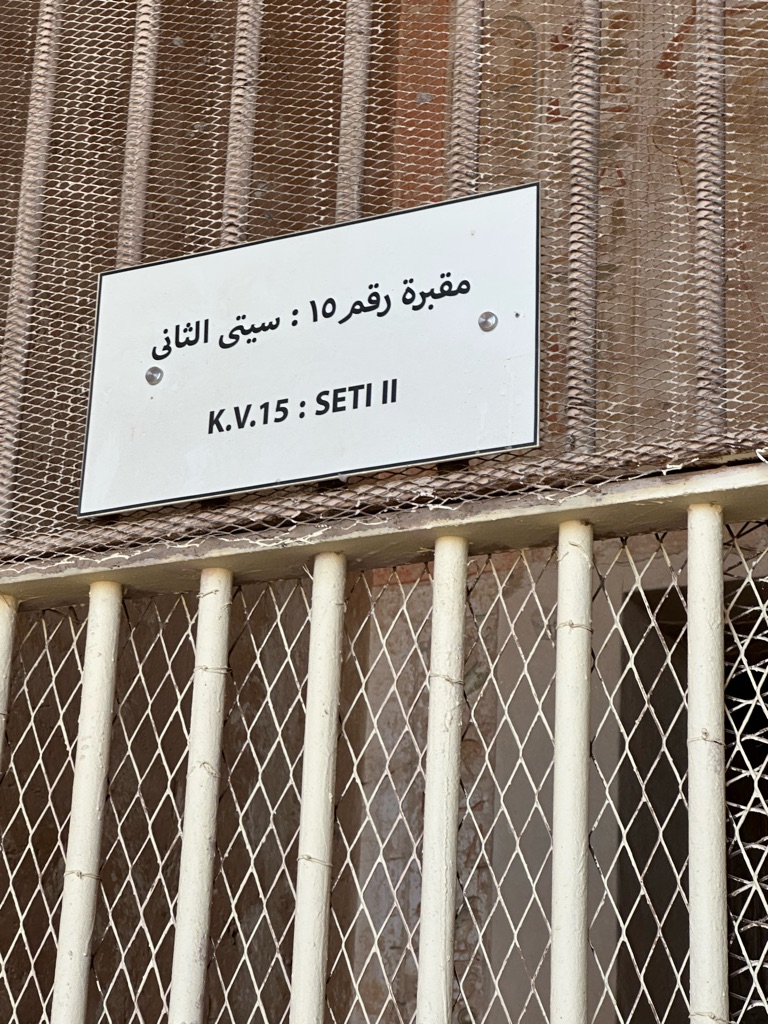 مقبرة رقم ١٥ : سيتى الثانى
K.V.15 : SETI II